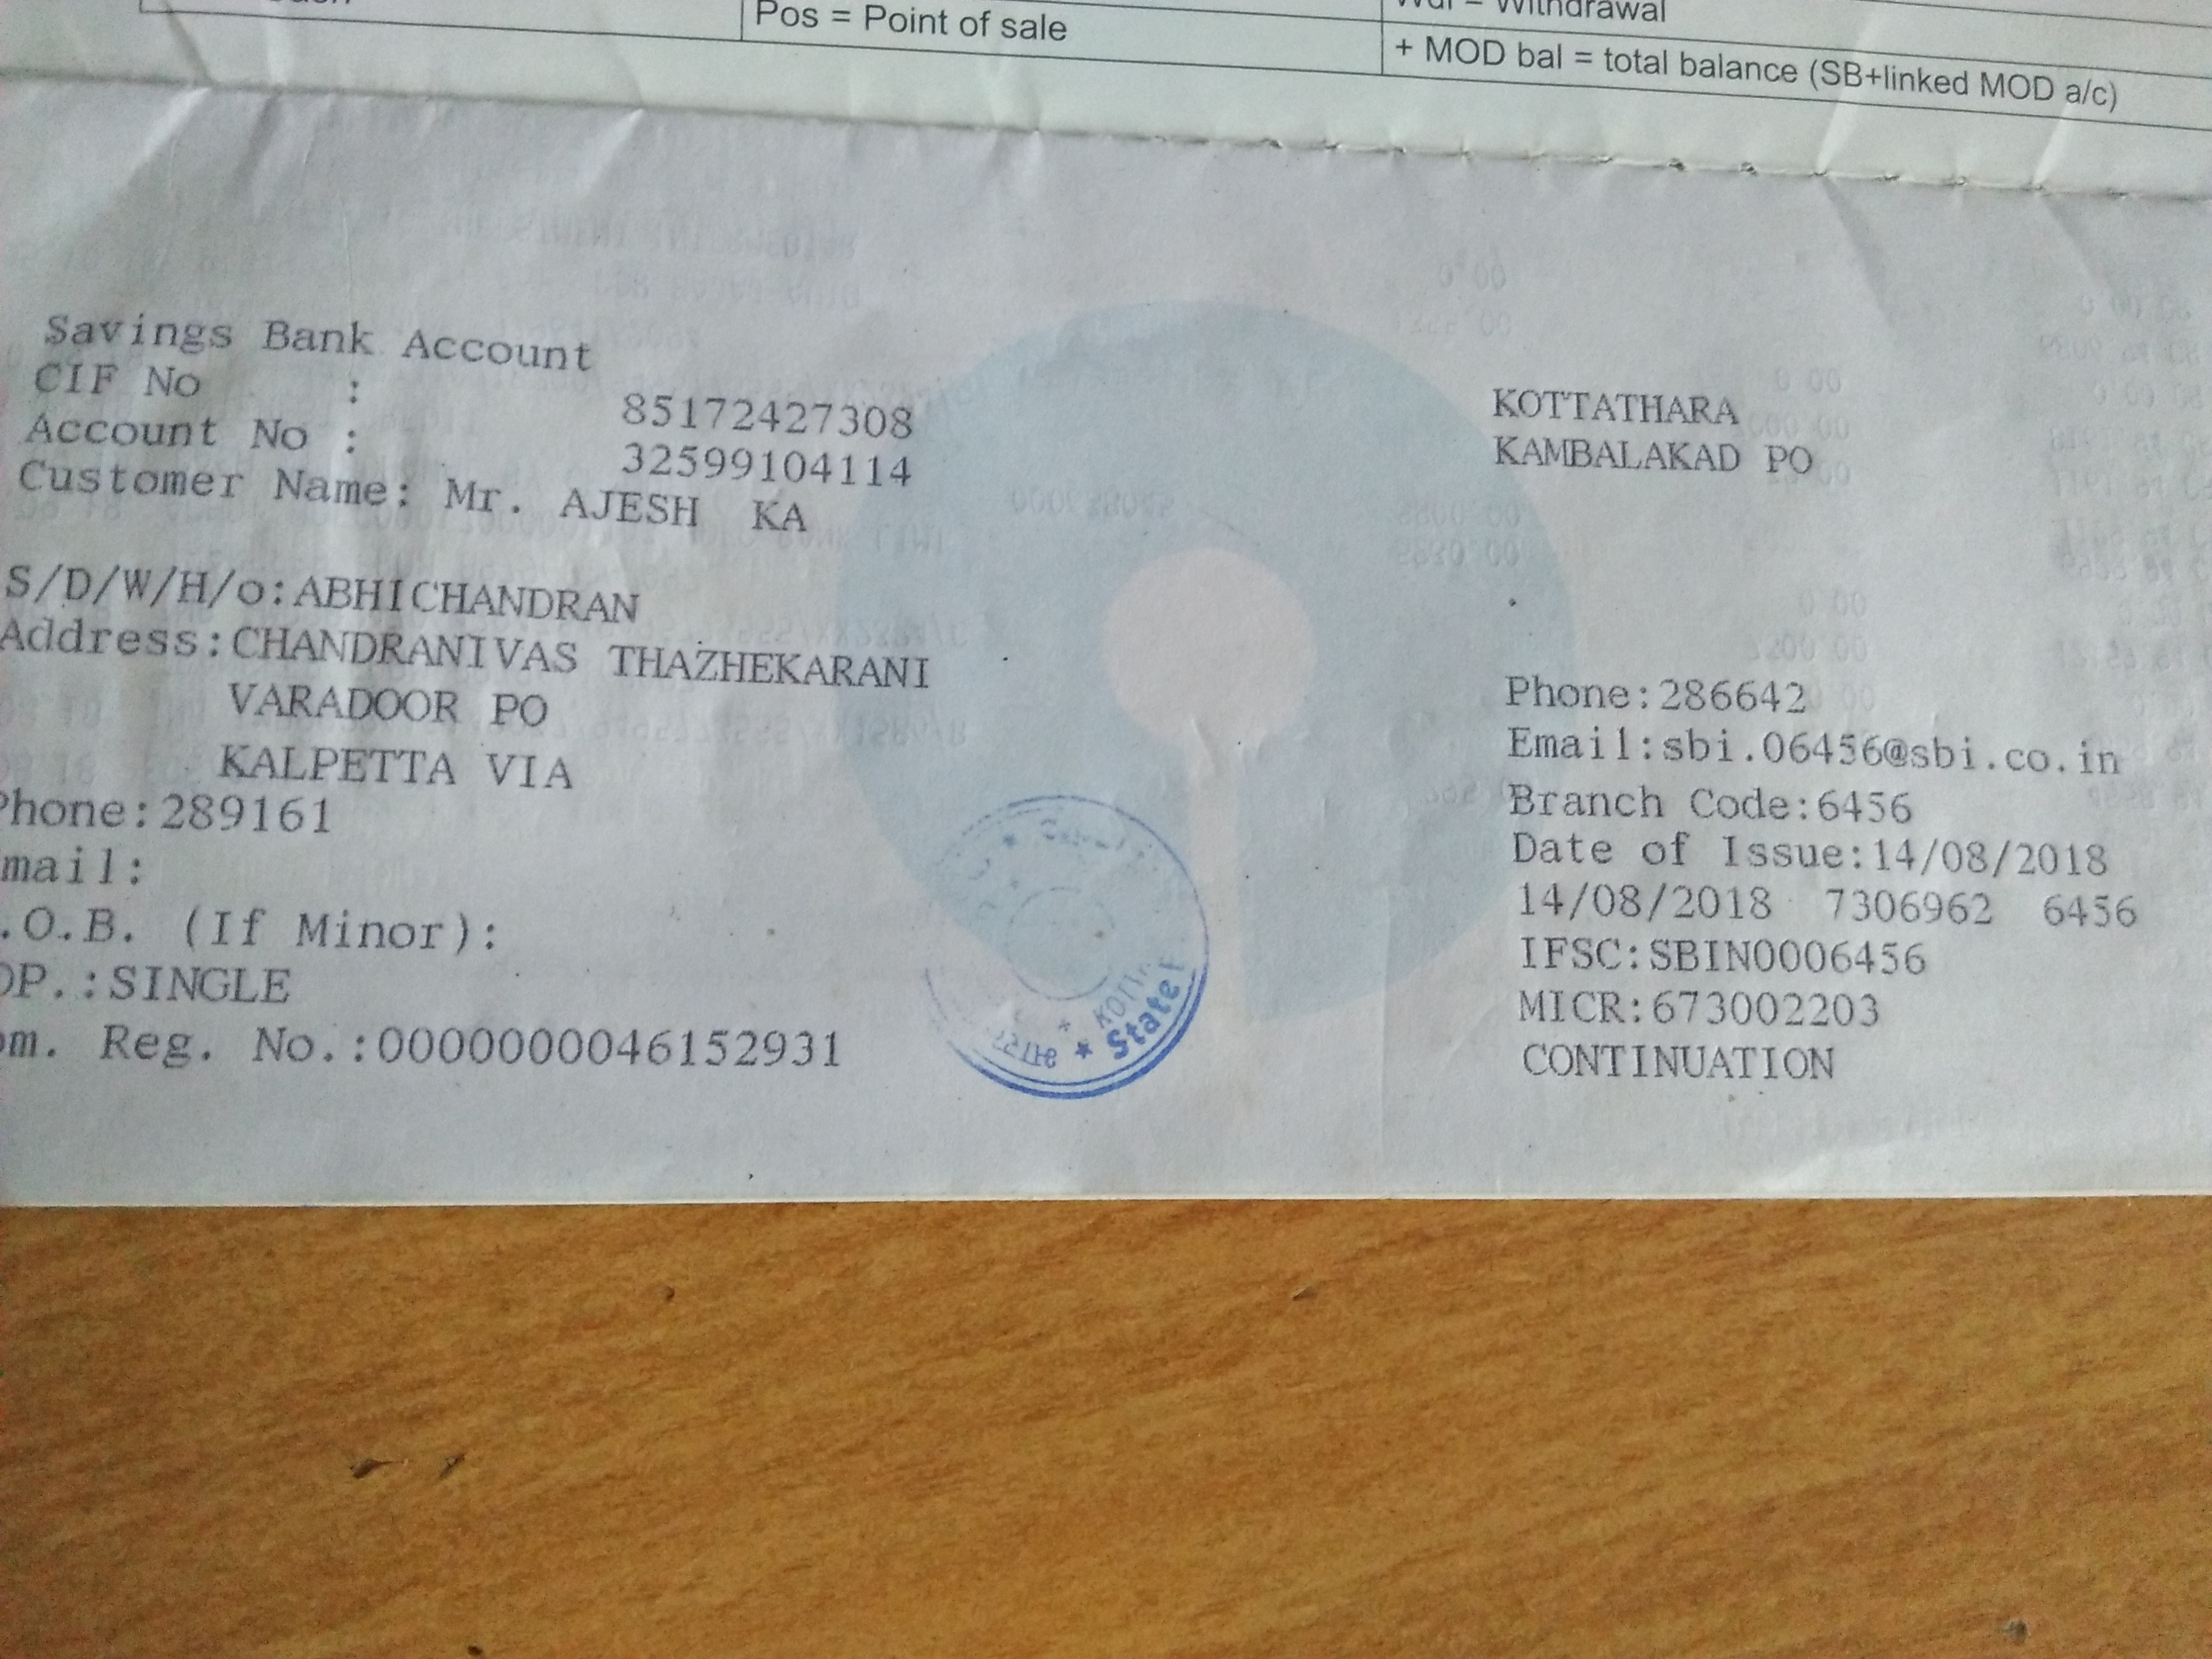 Pos = Point of sale
Wdl = Withdrawal
+ MOD bal = total balance (SB+linked MOD a/c)
Savings Bank Account
CIF No : 85172427308
Account No : 32599104114
Customer Name: Mr. AJESH KA
S/D/W/H/o:ABHICHANDRAN
Address:CHANDRANIVAS THAZHEKARANI
VARADOOR PO
KALPETTA VIA
Phone:289161
mail:
.O.B. (If Minor):
OP.:SINGLE
om. Reg. No.:0000000046152931
KOTTATHARA
KAMBALAKAD PO
Phone:286642
Email:sbi.06456@sbi.co.in
Branch Code:6456
Date of Issue:14/08/2018
14/08/2018 7306962 6456
IFSC:SBIN0006456
MICR:673002203
CONTINUATION
State